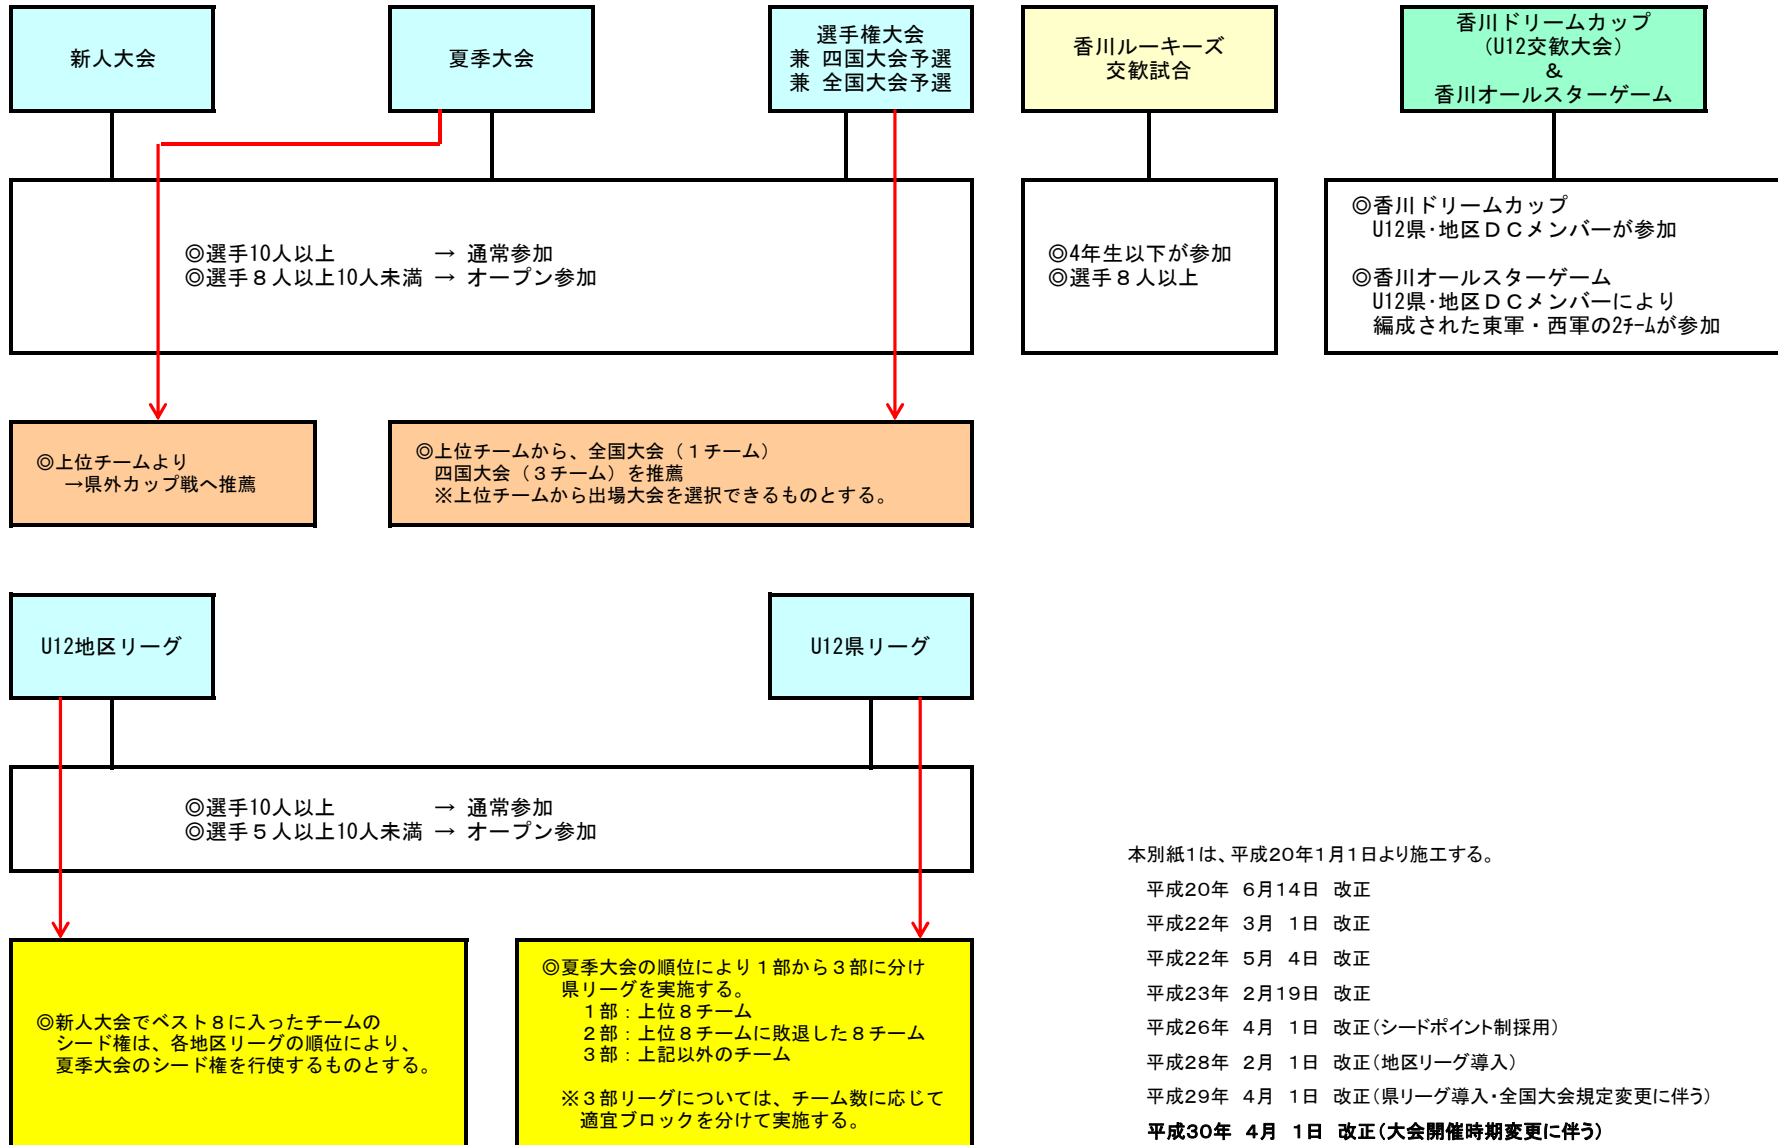 新人大会
夏季大会
選手権大会
兼 四国大会予選
兼 全国大会予選
香川ルーキーズ
交歓試合
香川ドリームカップ
(U12交歓大会)
&
香川オールスターゲーム
◎選手10人以上 → 通常参加
◎選手８人以上10人未満 → オープン参加
◎4年生以下が参加
◎選手８人以上
◎香川ドリームカップ
U12県・地区ＤＣメンバーが参加
◎香川オールスターゲーム
U12県・地区ＤＣメンバーにより
編成された東軍・西軍の2ﾁｰﾑが参加
◎上位チームより
→県外カップ戦へ推薦
◎上位チームから、全国大会（１チーム）
四国大会（３チーム）を推薦
※上位チームから出場大会を選択できるものとする。
U12地区リーグ
U12県リーグ
◎選手10人以上 → 通常参加
◎選手５人以上10人未満 → オープン参加
◎新人大会でベスト８に入ったチームの
シード権は、各地区リーグの順位により、
夏季大会のシード権を行使するものとする。
◎夏季大会の順位により１部から３部に分け
県リーグを実施する。
１部：上位８チーム
２部：上位８チームに敗退した８チーム
３部：上記以外のチーム
※３部リーグについては、チーム数に応じて
適宜ブロックを分けて実施する。
本別紙1は、平成20年1月1日より施工する。
平成20年 6月14日 改正
平成22年 3月 1日 改正
平成22年 5月 4日 改正
平成23年 2月19日 改正
平成26年 4月 1日 改正(シードポイント制採用)
平成28年 2月 1日 改正(地区リーグ導入)
平成29年 4月 1日 改正(県リーグ導入・全国大会規定変更に伴う)
平成30年 4月 1日 改正(大会開催時期変更に伴う)